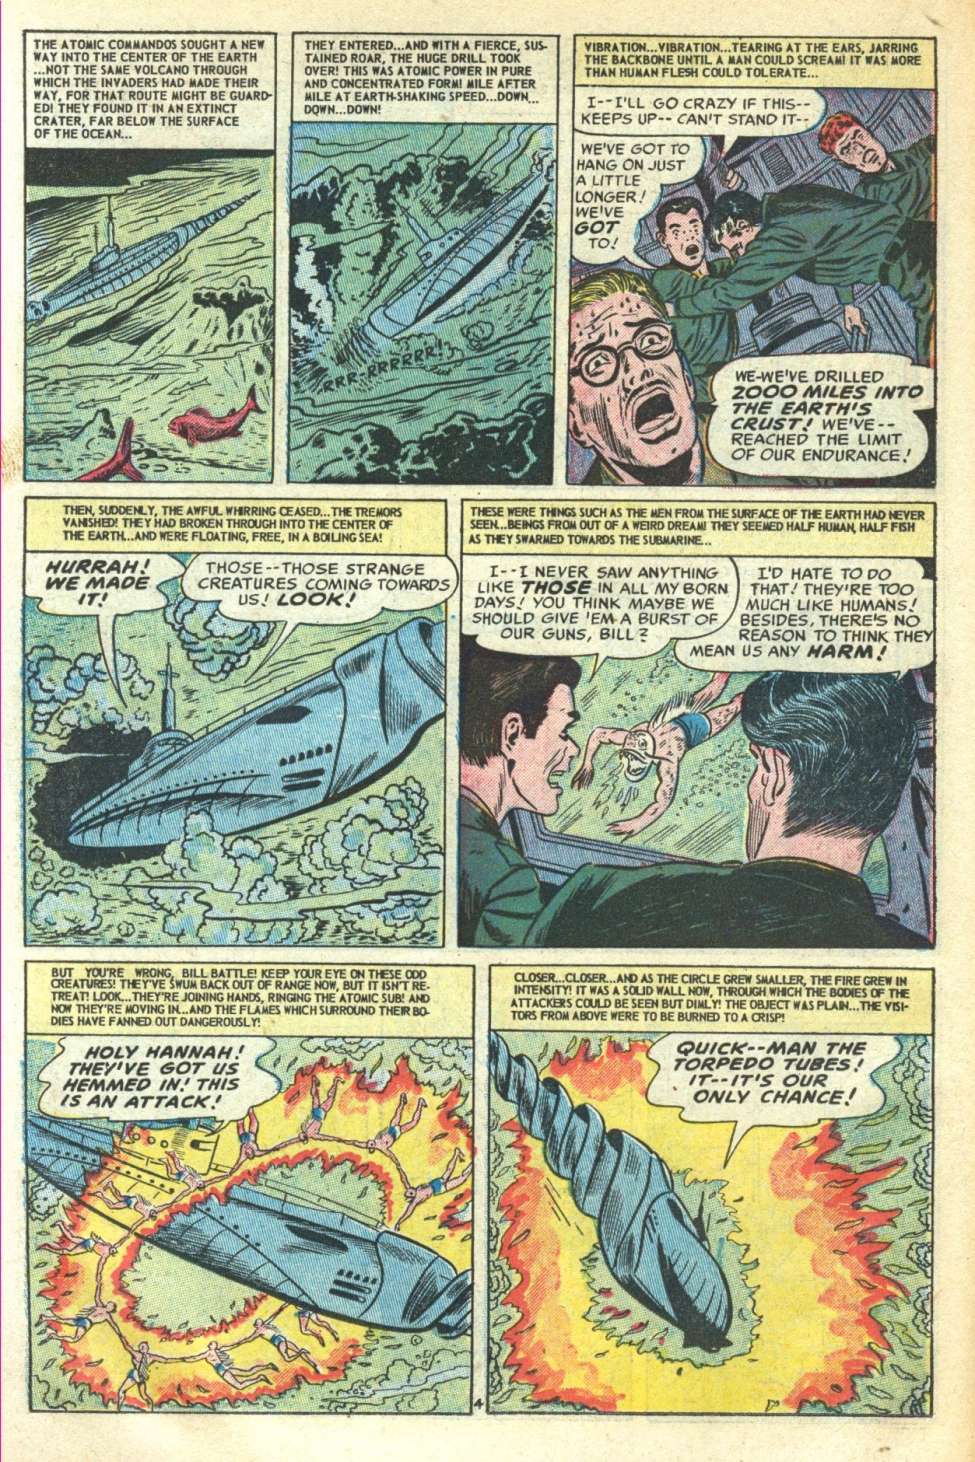 THE ATOMIC COMMANDOS SOUGHT A NEW
WAY INTO THE CENTER OF THE EARTH
...NOT THE SAME VOLCANO THROUGH
WHICH THE INVADERS HAD MADE THEIR
WAY, FOR THAT ROUTE MIGHT BE GUARD-
ED! THEY FOUND IT IN AN EXTINCT
CRATER, FAR BELOW THE SURFACE
OF THE OCEAN...
THEY ENTERED...AND WITH A FIERCE, SUS-
TAINED ROAR, THE HUGE DRILL TOOK
OVER! THIS WAS ATOMIC POWER IN PURE
AND CONCENTRATED FORM! MILE AFTER
MILE AT EARTH-SHAKING SPEED...DOWN...
DOWN...DOWN!
RRR-RRRRRR!
VIBRATION...VIBRATION...TEARING AT THE EARS, JARRING
THE BACKBONE UNTIL A MAN COULD SCREAM! IT WAS MORE
THAN HUMAN FLESH COULD TOLERATE...
I--I'LL GO CRAZY IF THIS--
KEEPS UP-- CAN'T STAND IT--
WE'VE GOT TO
HANG ON JUST
A LITTLE
LONGER!
WE'VE
GOT
TO!
WE-WE'VE DRILLED
2000 MILES INTO
THE EARTH'S
CRUST! WE'VE--
REACHED THE LIMIT
OF OUR ENDURANCE!
THEN, SUDDENLY, THE AWFUL WHIRRING CEASED...THE TREMORS
VANISHED! THEY HAD BROKEN THROUGH INTO THE CENTER OF
THE EARTH...AND WERE FLOATING, FREE, IN A BOILING SEA!
HURRAH!
WE MADE
IT!
THOSE--THOSE STRANGE
CREATURES COMING TOWARDS
US! LOOK!
THESE WERE THINGS SUCH AS THE MEN FROM THE SURFACE OF THE EARTH HAD NEVER
SEEN...BEINGS FROM OUT OF A WEIRD DREAM! THEY SEEMED HALF HUMAN, HALF FISH
AS THEY SWARMED TOWARDS THE SUBMARINE...
I--I NEVER SAW ANYTHING
LIKE THOSE IN ALL MY BORN
DAYS! YOU THINK MAYBE WE
SHOULD GIVE 'EM A BURST OF
OUR GUNS, BILL?
I'D HATE TO DO
THAT! THEY'RE TOO
MUCH LIKE HUMANS!
BESIDES, THERE'S NO
REASON TO THINK THEY
MEAN US ANY HARM!
BUT YOU'RE WRONG, BILL BATTLE! KEEP YOUR EYE ON THESE ODD
CREATURES! THEY'VE SWUM BACK OUT OF RANGE NOW, BUT IT ISN'T RE-
TREAT! LOOK...THEY'RE JOINING HANDS, RINGING THE ATOMIC SUB! AND
NOW THEY'RE MOVING IN...AND THE FLAMES WHICH SURROUND THEIR BO-
DIES HAVE FANNED OUT DANGEROUSLY!
HOLY HANNAH!
THEY'VE GOT US
HEMMED IN! THIS
IS AN ATTACK!
CLOSER...CLOSER...AND AS THE CIRCLE GREW SMALLER, THE FIRE GREW IN
INTENSITY! IT WAS A SOLID WALL NOW, THROUGH WHICH THE BODIES OF THE
ATTACKERS COULD BE SEEN BUT DIMLY! THE OBJECT WAS PLAIN...THE VISI-
TORS FROM ABOVE WERE TO BE BURNED TO A CRISP!
QUICK--MAN THE
TORPEDO TUBES!
IT--IT'S OUR
ONLY CHANCE!
4